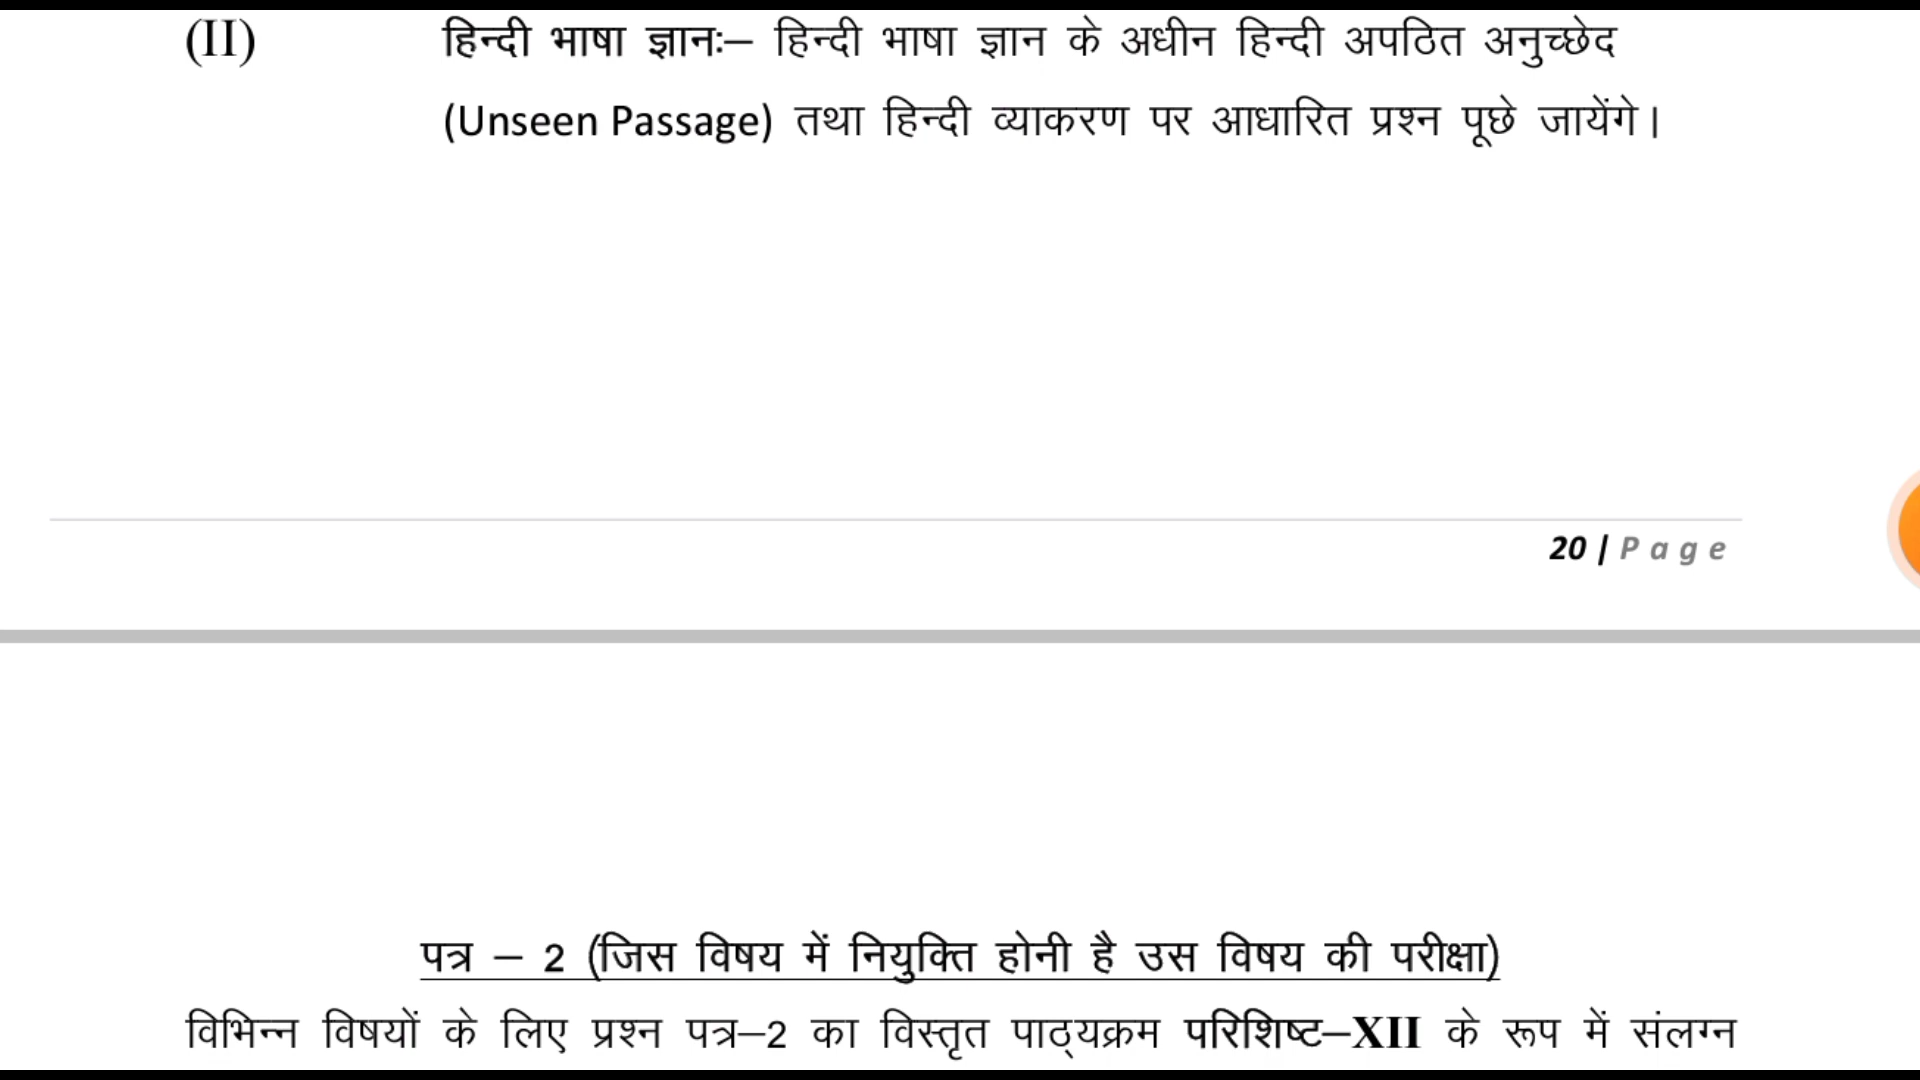 (II) हिन्दी भाषा ज्ञानः– हिन्दी भाषा ज्ञान के अधीन हिन्दी अपठित अनुच्छेद
(Unseen Passage) तथा हिन्दी व्याकरण पर आधारित प्रश्न पूछे जायेंगे।
20 | Page
पत्र – 2 (जिस विषय में नियुक्ति होनी है उस विषय की परीक्षा)
विभिन्न विषयों के लिए प्रश्न पत्र–2 का विस्तृत पाठ्यक्रम परिशिष्ट–XII के रूप में संलग्न